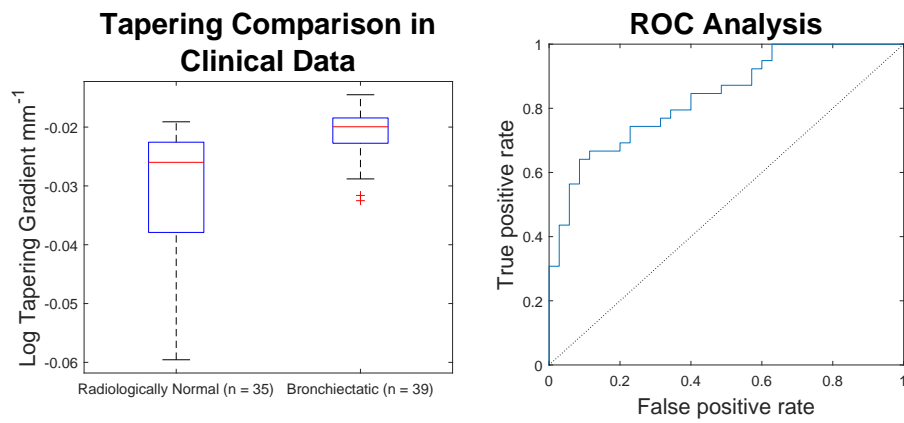 Tapering Comparison in
Clinical Data
Log Tapering Gradient mm-1
-0.02
-0.03
-0.04
-0.05
-0.06
Radiologically Normal (n = 35)
Bronchiectatic (n = 39)
ROC Analysis
True positive rate
1
0.8
0.6
0.4
0.2
0
0 0.2 0.4 0.6 0.8 1
False positive rate